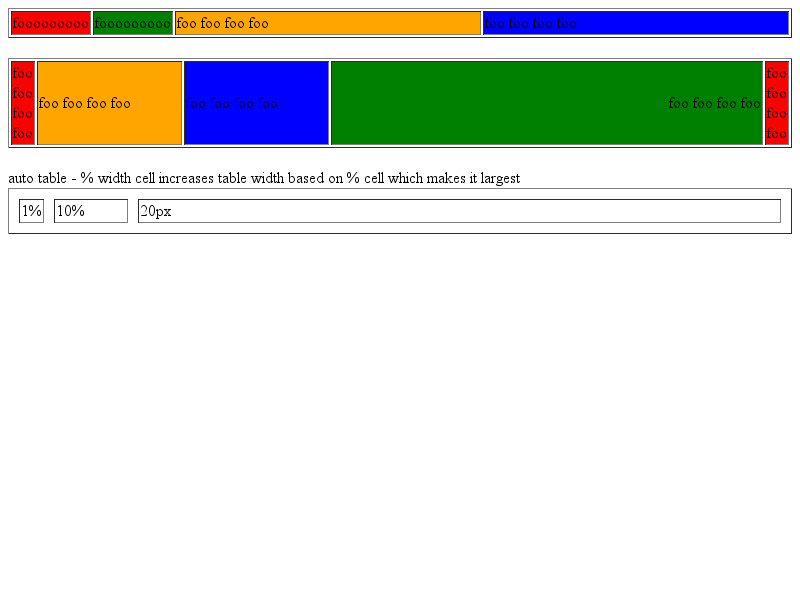 fooooooooo fooooooooo foo foo foo foo foo foo foo foo
foo foo foo foo foo foo foo foo foo foo foo foo foo foo foo foo foo foo foo foo
auto table - % width cell increases table width based on % cell which makes it largest
1% 10% 20px